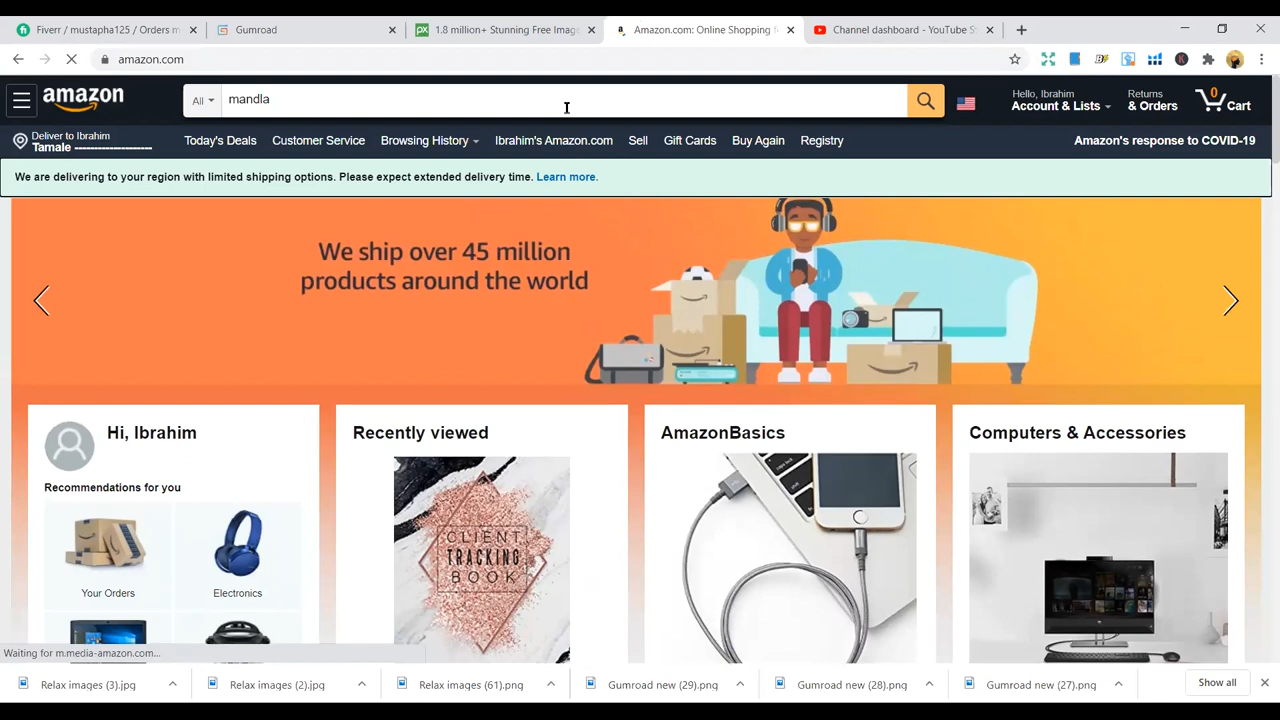 Fiverr / mustapha125 / Orders m
Gumroad
1.8 million+ Stunning Free Image
Amazon.com: Online Shopping f
Channel dashboard - YouTube S
amazon.com
amazon
All
mandla
Hello, Ibrahim
Account & Lists
Returns
& Orders
0
Cart
Deliver to Ibrahim
Tamale
Today's Deals
Customer Service
Browsing History
Ibrahim's Amazon.com
Sell
Gift Cards
Buy Again
Registry
Amazon's response to COVID-19
We are delivering to your region with limited shipping options. Please expect extended delivery time. Learn more.
We ship over 45 million
products around the world
Hi, Ibrahim
Recommendations for you
Your Orders
Electronics
Recently viewed
CLIENT
TRACKING
BOOK
AmazonBasics
Computers & Accessories
Waiting for m.media-amazon.com...
Relax images (3).jpg
Relax images (2).jpg
Relax images (61).png
Gumroad new (29).png
Gumroad new (28).png
Gumroad new (27).png
Show all